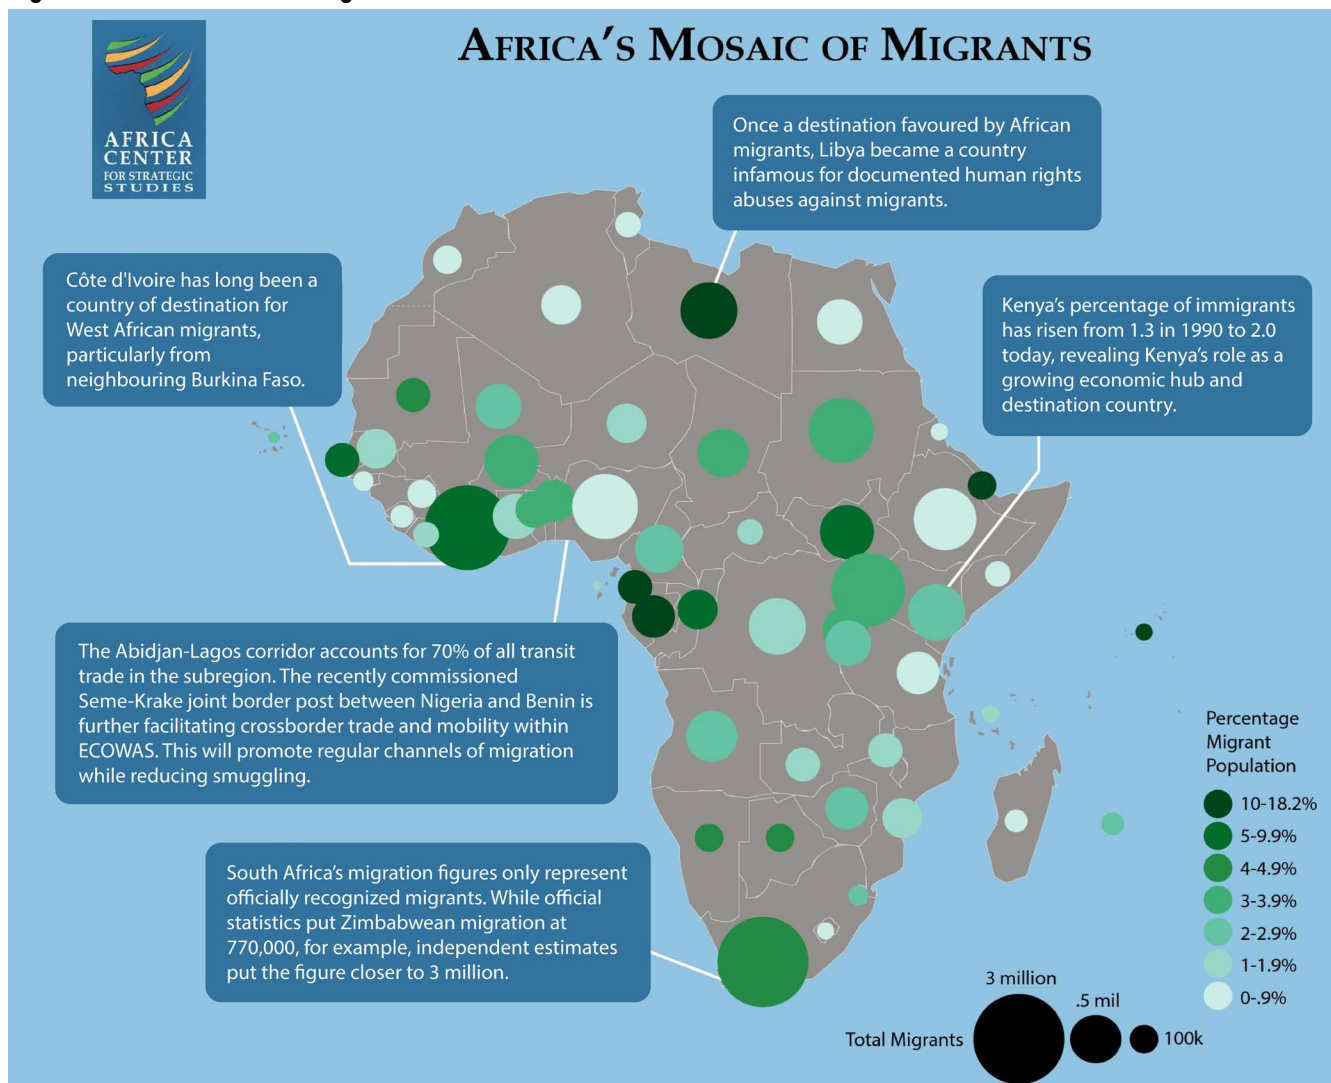 AFRICA'S MOSAIC OF MIGRANTS
AFRICA
CENTER
FOR STRATEGIC
STUDIES
Once a destination favoured by African
migrants, Libya became a country
infamous for documented human rights
abuses against migrants.
Côte d'Ivoire has long been a
country of destination for
West African migrants,
particularly from
neighbouring Burkina Faso.
Kenya's percentage of immigrants
has risen from 1.3 in 1990 to 2.0
today, revealing Kenya's role as a
growing economic hub and
destination country.
The Abidjan-Lagos corridor accounts for 70% of all transit
trade in the subregion. The recently commissioned
Seme-Krake joint border post between Nigeria and Benin is
further facilitating crossborder trade and mobility within
ECOWAS. This will promote regular channels of migration
while reducing smuggling.
South Africa's migration figures only represent
officially recognized migrants. While official
statistics put Zimbabwean migration at
770,000, for example, independent estimates
put the figure closer to 3 million.
Percentage
Migrant
Population
10-18.2%
5-9.9%
4-4.9%
3-3.9%
2-2.9%
1-1.9%
0-.9%
3 million
.5 mil
Total Migrants
100k